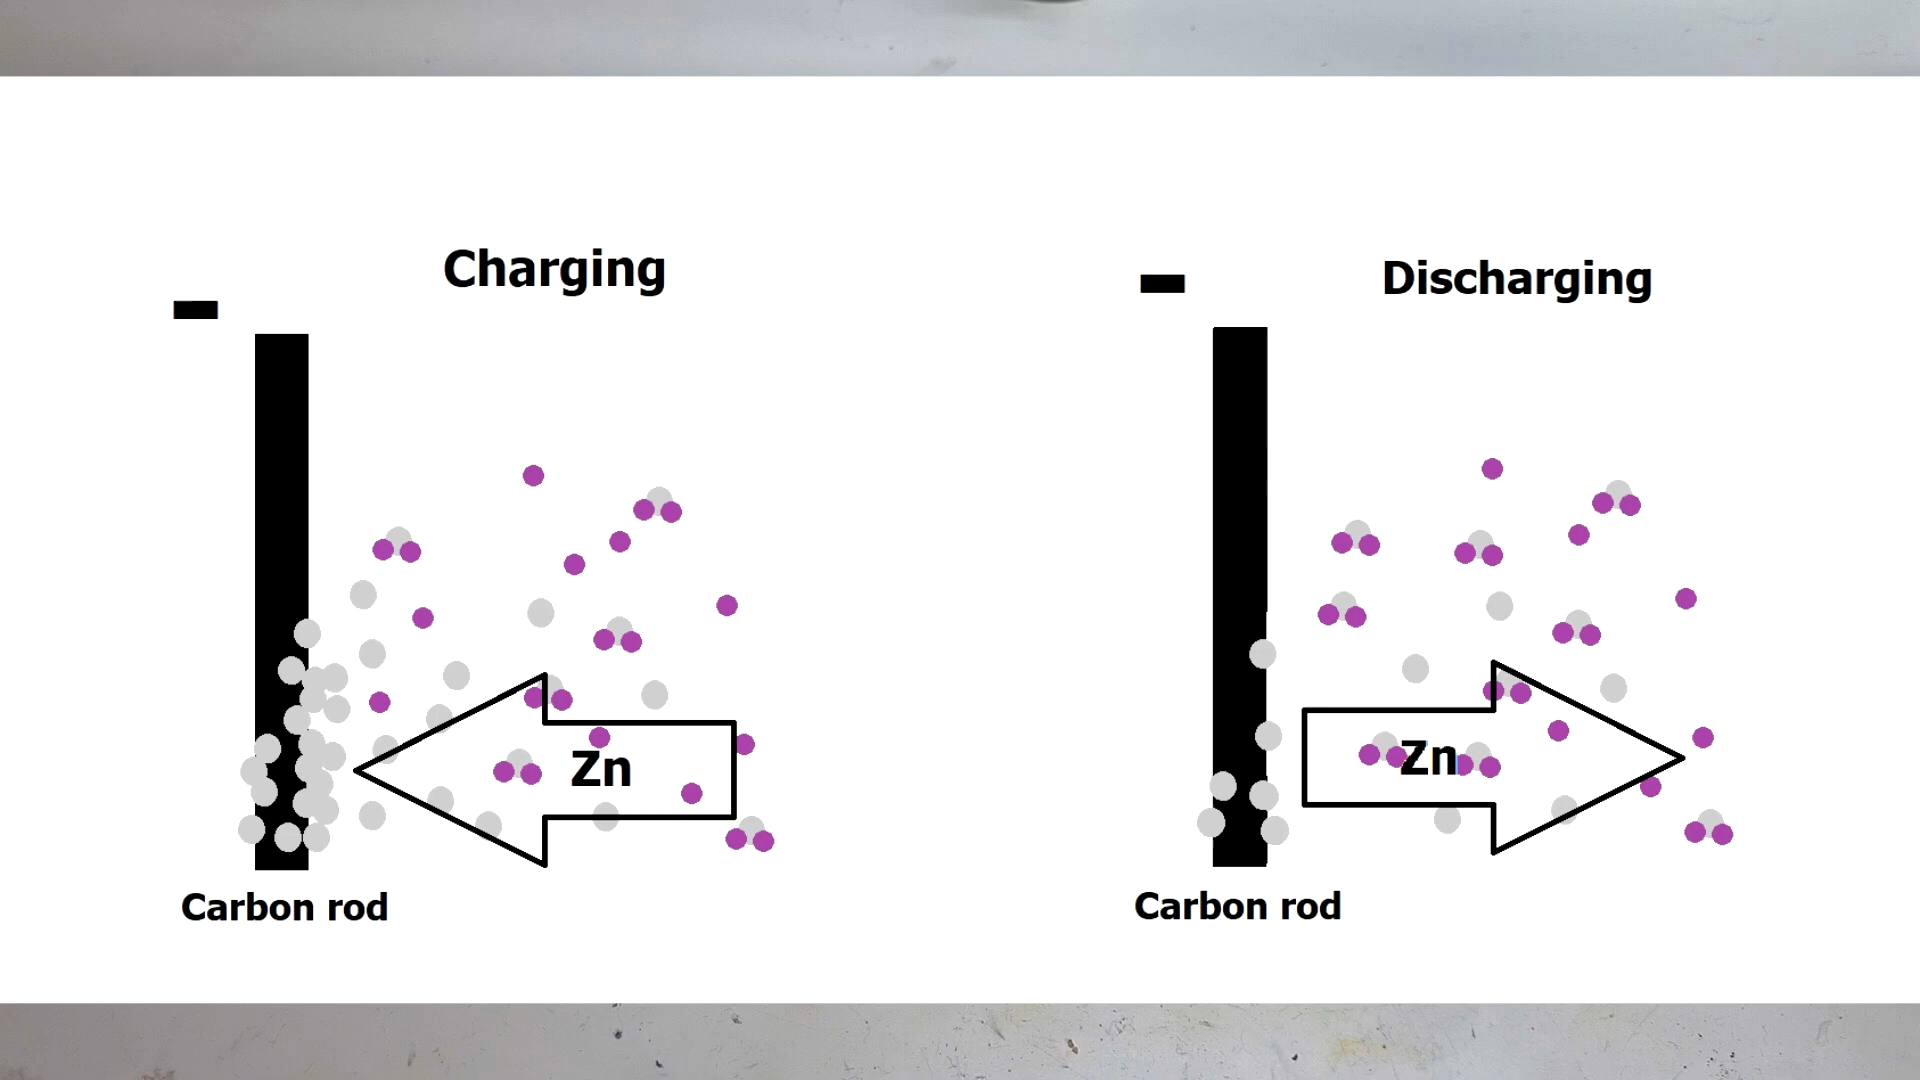 Charging
-
Zn
Carbon rod
Discharging
-
Zn
Carbon rod